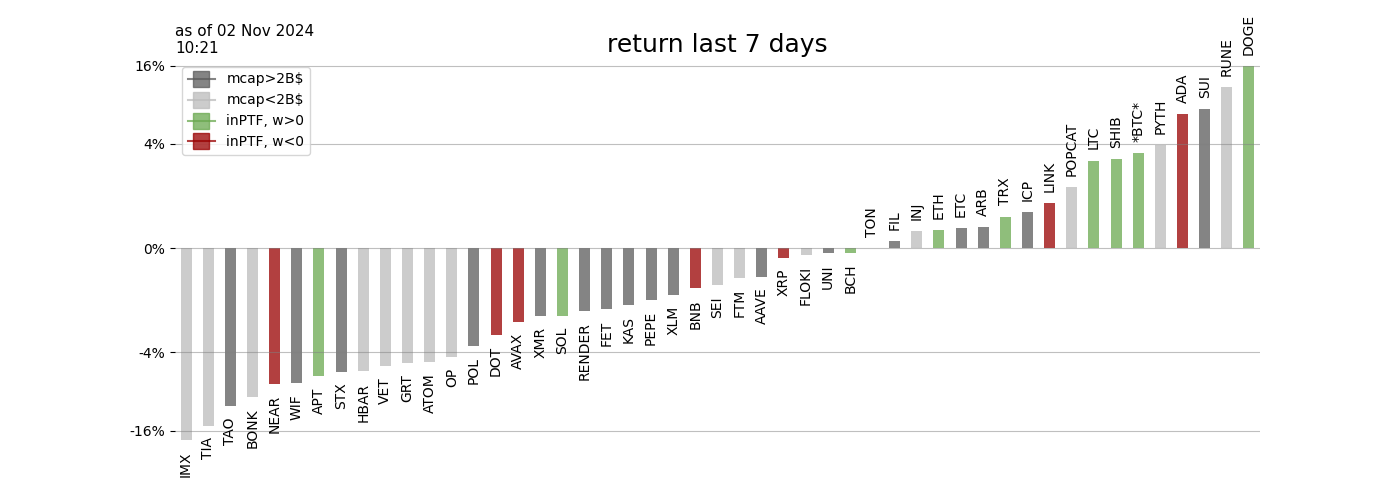 as of 02 Nov 2024
10:21
return last 7 days
mcap>2B$
mcap<2B$
inPTF, w>0
inPTF, w<0
16%
4%
0%
-4%
-16%
IMX
TIA
TAO
BONK
NEAR
WIF
APT
STX
HBAR
VET
GRT
ATOM
OP
POL
DOT
AVAX
XMR
SOL
RENDER
FET
KAS
PEPE
XLM
BNB
SEI
FTM
AAVE
XRP
FLOKI
UNI
BCH
TON
FIL
INJ
ETH
ETC
ARB
TRX
ICP
LINK
POPCAT
LTC
SHIB
*BTC*
PYTH
ADA
SUI
RUNE
DOGE